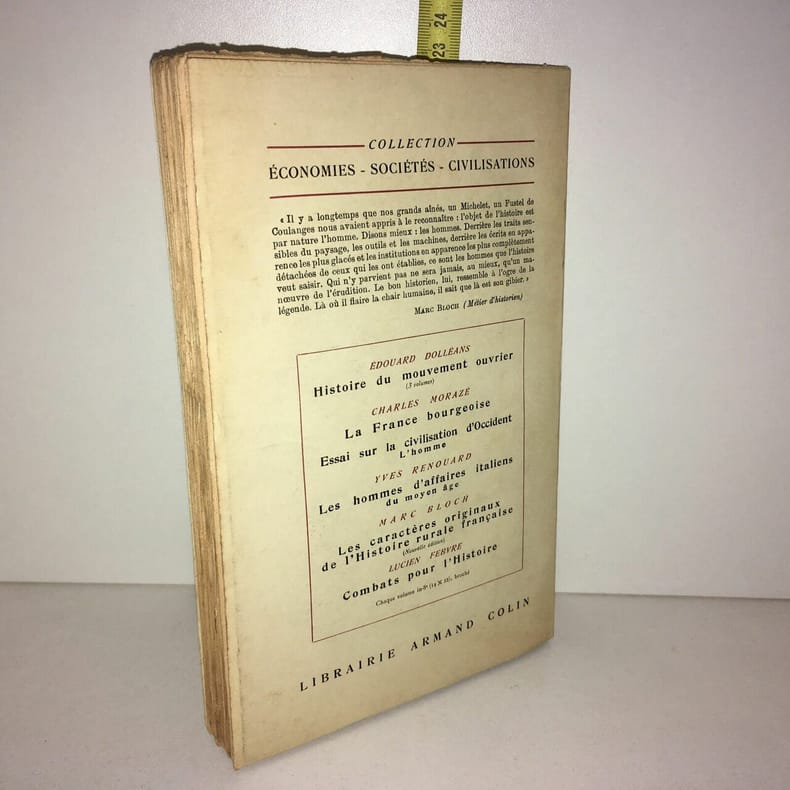 23 24
COLLECTION
ÉCONOMIES - SOCIÉTÉS - CIVILISATIONS
« Il y a longtemps que nos grands aînés, un Michelet, un Fustel de
Coulanges nous avaient appris à le reconnaître : l'objet de l'histoire est
par nature l'homme. Disons mieux : les hommes. Derrière les traits sen-
sibles du paysage, les outils et les machines, derrière les écrits en appa-
rence les plus glacés et les institutions en apparence les plus complètement
détachées de ceux qui les ont établies, ce sont les hommes que l'histoire
veut saisir. Qui n'y parvient pas ne sera jamais, au mieux, qu'un ma-
nœuvre de l'érudition. Le bon historien, lui, ressemble à l'ogre de la
légende. Là où il flaire la chair humaine, il sait que là est son gibier. »
MARC BLOCH (Métier d'historien)
ÉDOUARD DOLLÉANS
Histoire du mouvement ouvrier
(3 volumes)
CHARLES MORAZÉ
La France bourgeoise
Essai sur la civilisation d'Occident
L'homme
YVES RENOUARD
Les hommes d'affaires italiens
du moyen âge
MARC BLOCH
Les caractères originaux
de l'Histoire rurale française
(Nouvelle édition)
LUCIEN FEBVRE
Combats pour l'Histoire
Chaque volume in-8° (14 × 23), broché
LIBRAIRIE ARMAND COLIN